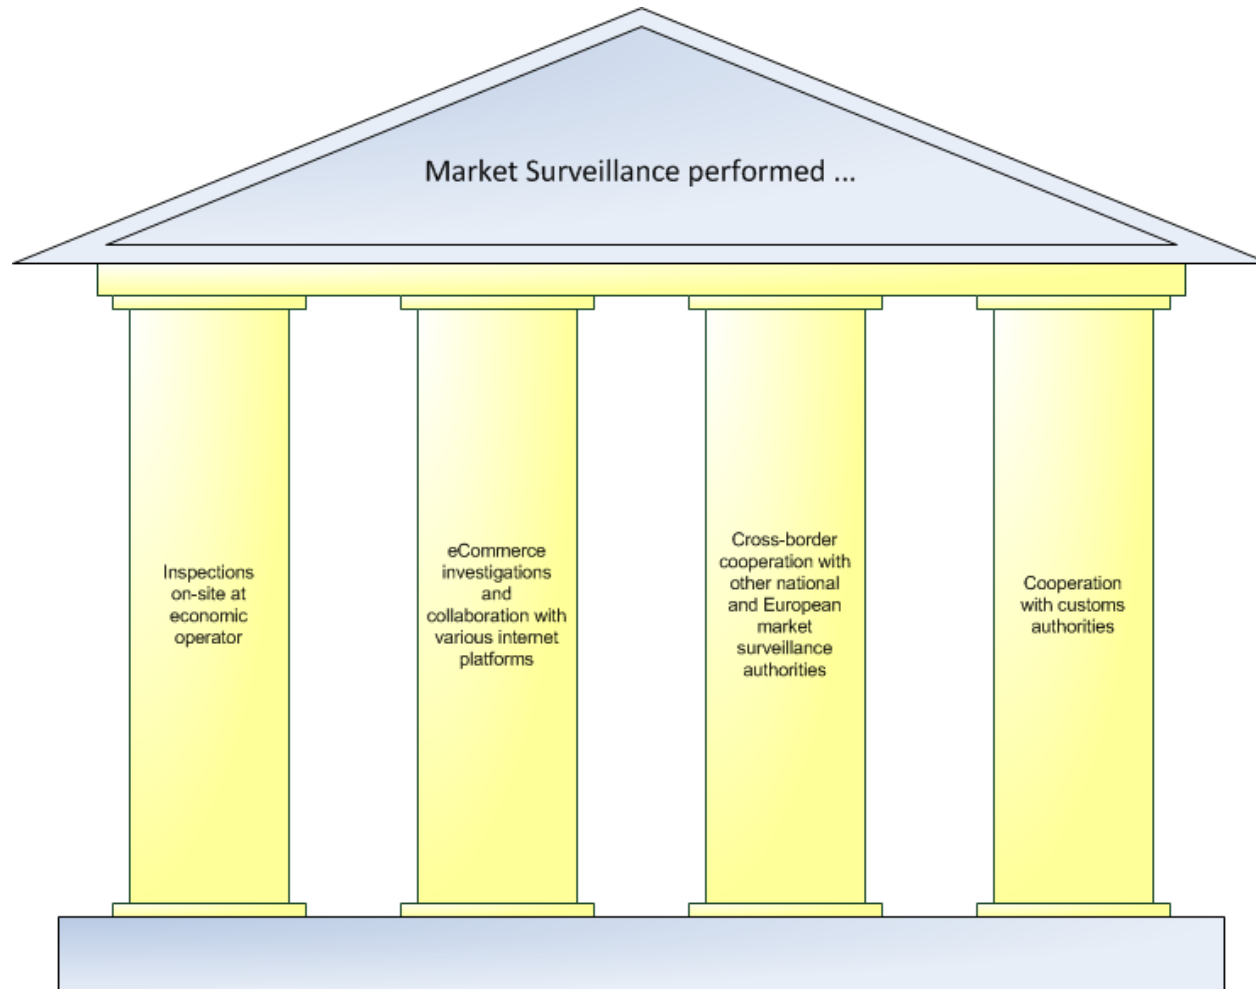 Market Surveillance performed ...
Inspections
on-site at
economic
operator
eCommerce
investigations
and
collaboration with
various internet
platforms
Cross-border
cooperation with
other national
and European
market
surveillance
authorities
Cooperation
with customs
authorities